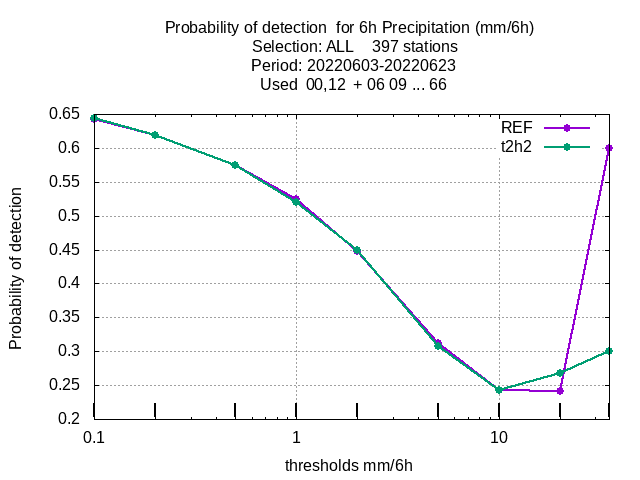 Probability of detection  for 6h Precipitation (mm/6h)
Selection: ALL    397 stations
Period: 20220603-20220623
Used  00,12  + 06 09 ... 66
REF
t2h2
Probability of detection
0.65
0.6
0.55
0.5
0.45
0.4
0.35
0.3
0.25
0.2
0.1
1
10
thresholds mm/6h